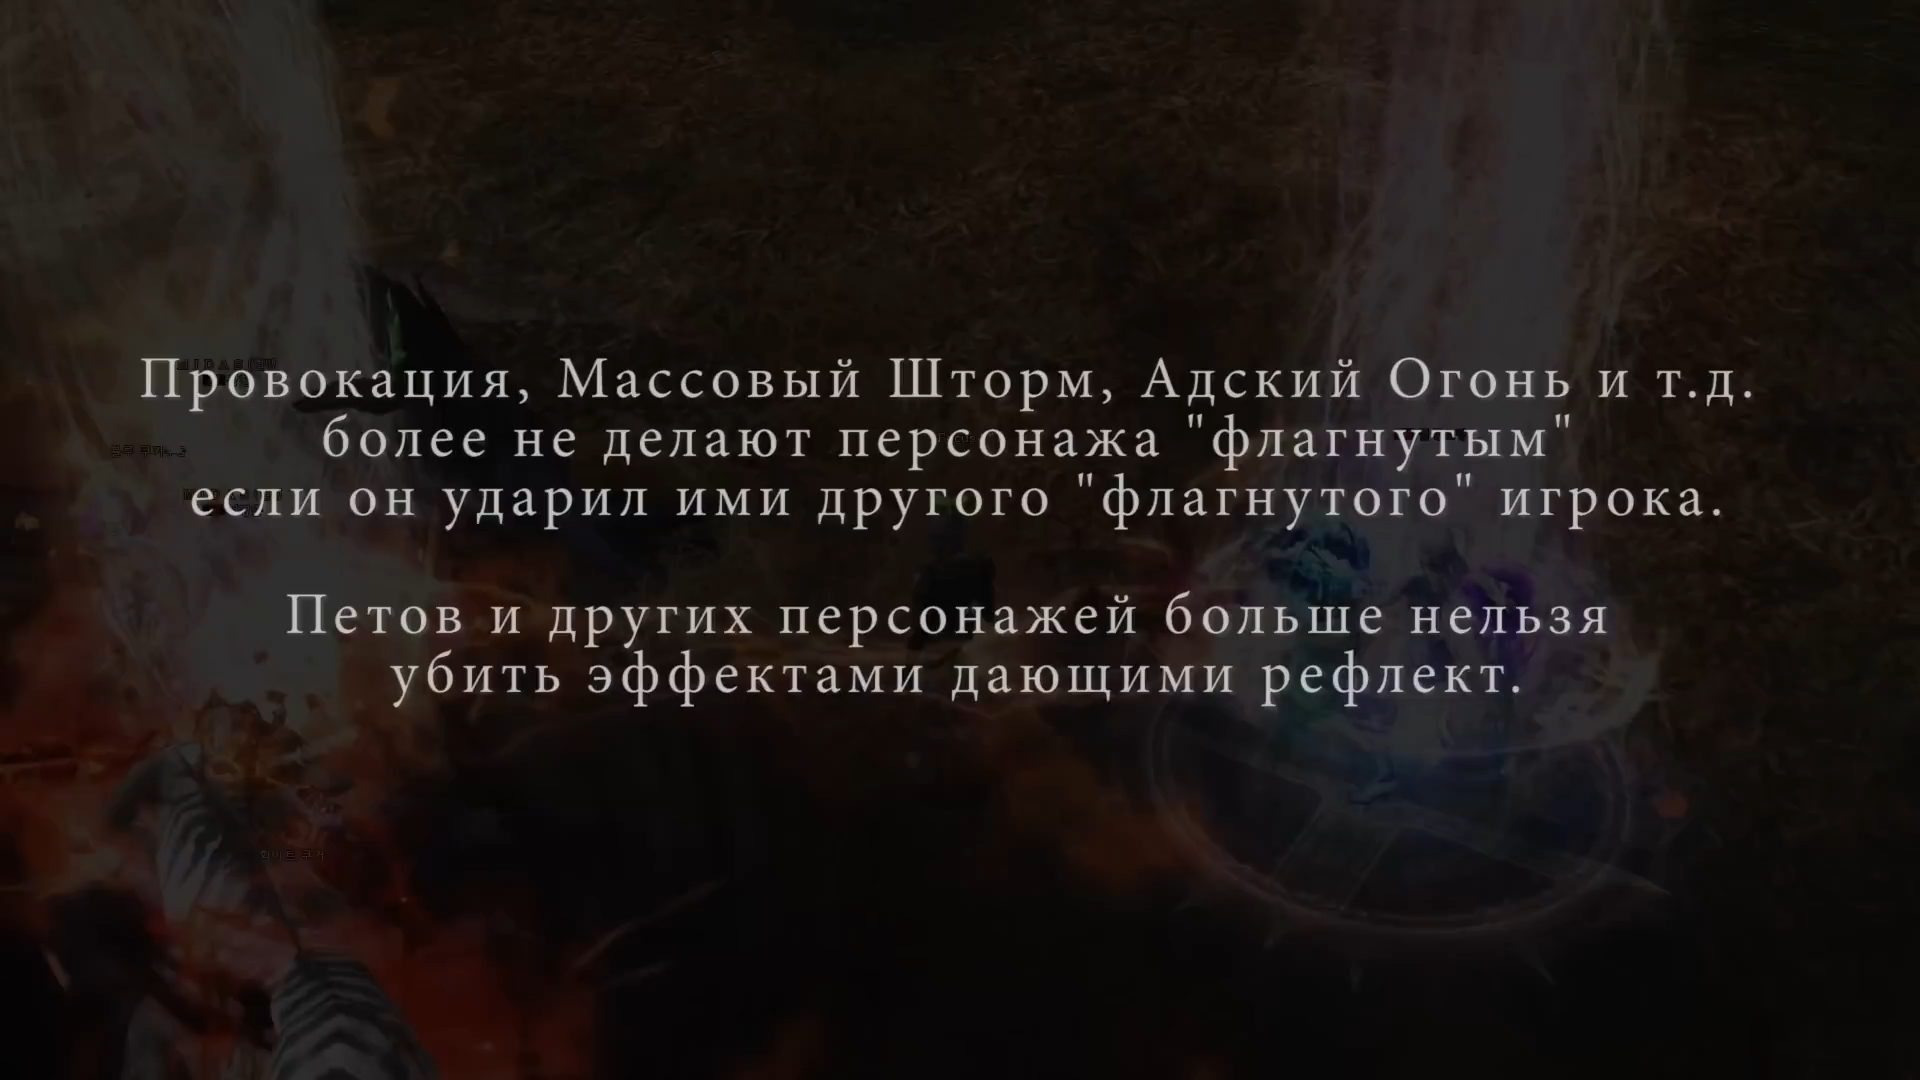 Провокация, Массовый Шторм, Адский Огонь и т.д.
более не делают персонажа "флагнутым"
если он ударил ими другого "флагнутого" игрока.
Петов и других персонажей больше нельзя
убить эффектами дающими рефлект.